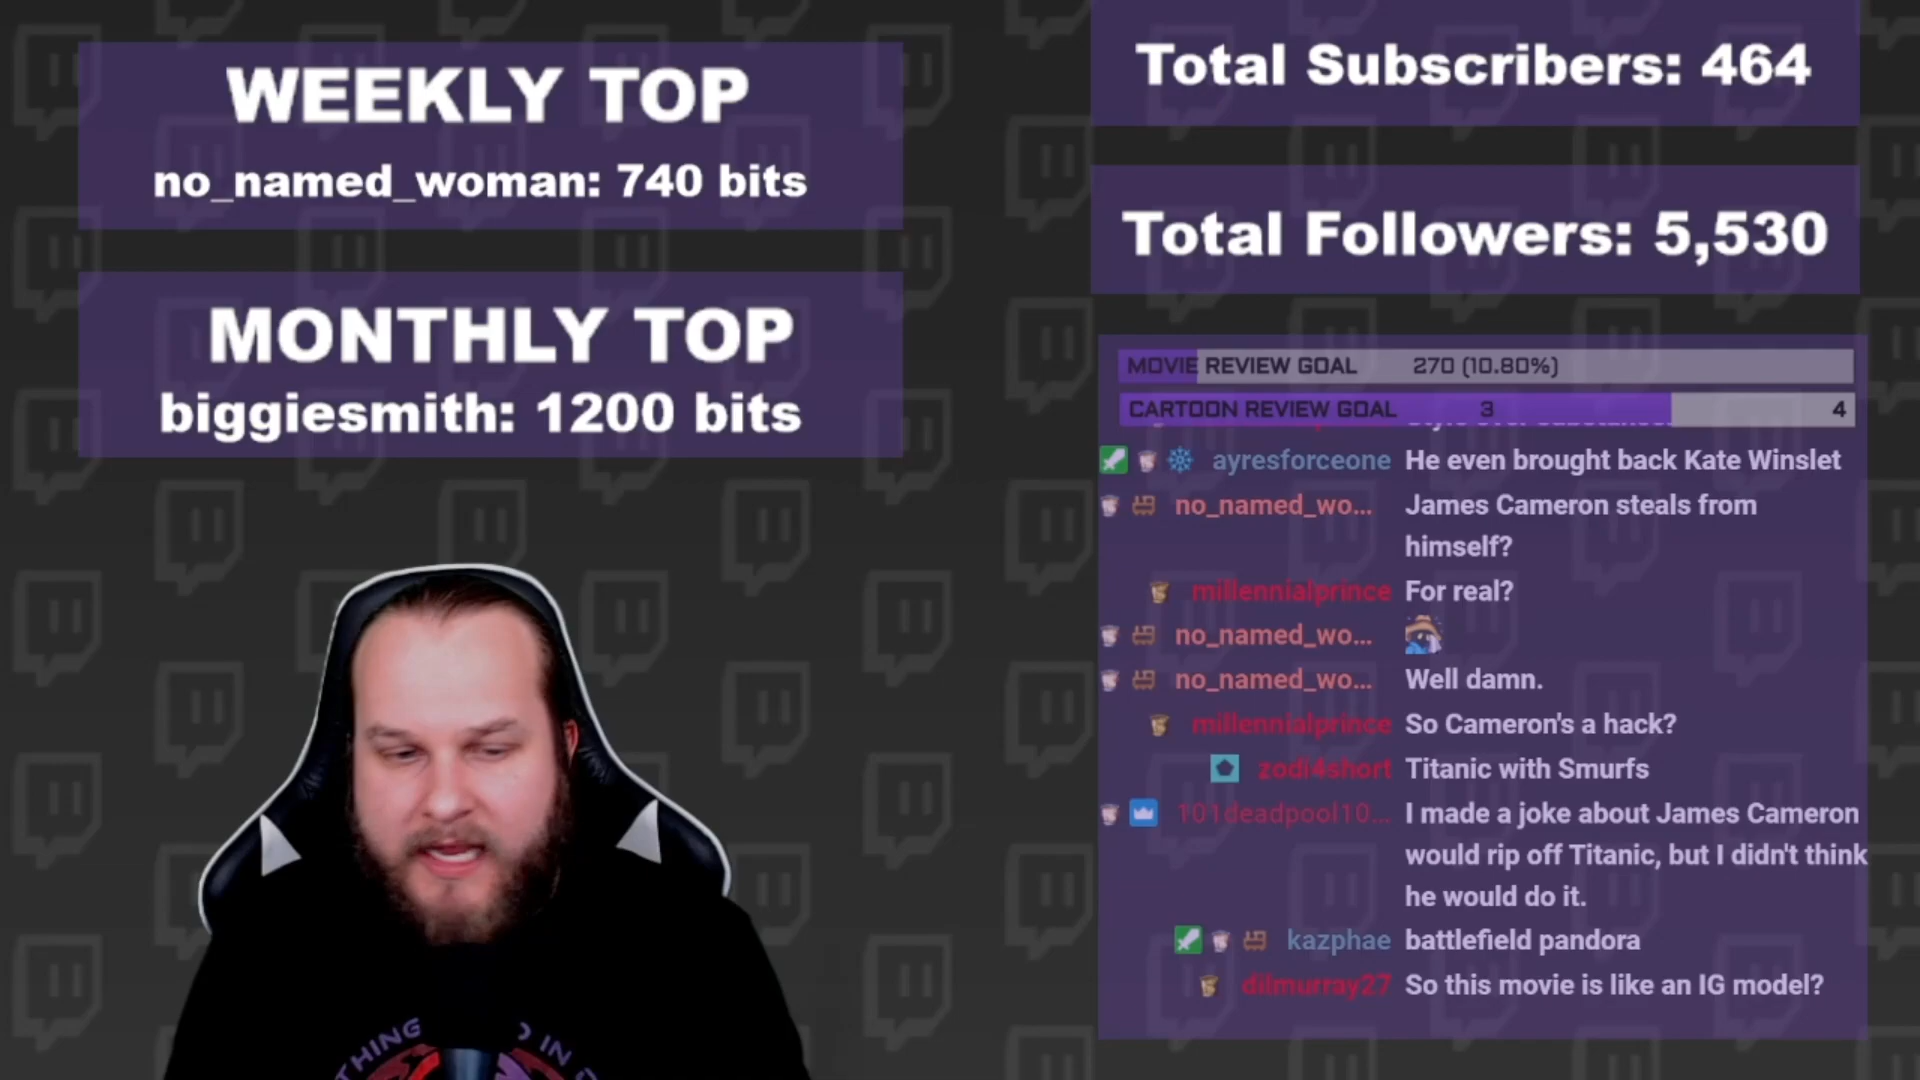 WEEKLY TOP
no_named_woman: 740 bits
MONTHLY TOP
biggiesmith: 1200 bits
Total Subscribers: 464
Total Followers: 5,530
MOVIE REVIEW GOAL 270 (10.80%)
CARTOON REVIEW GOAL 3 4
ayresforceone He even brought back Kate Winslet
no_named_wo... James Cameron steals from
himself?
millennialprince For real?
no_named_wo...
no_named_wo... Well damn.
millennialprince So Cameron's a hack?
zodi4short Titanic with Smurfs
101deadpool10... I made a joke about James Cameron
would rip off Titanic, but I didn't think
he would do it.
kazphae battlefield pandora
dilmurray27 So this movie is like an IG model?
THING
IN